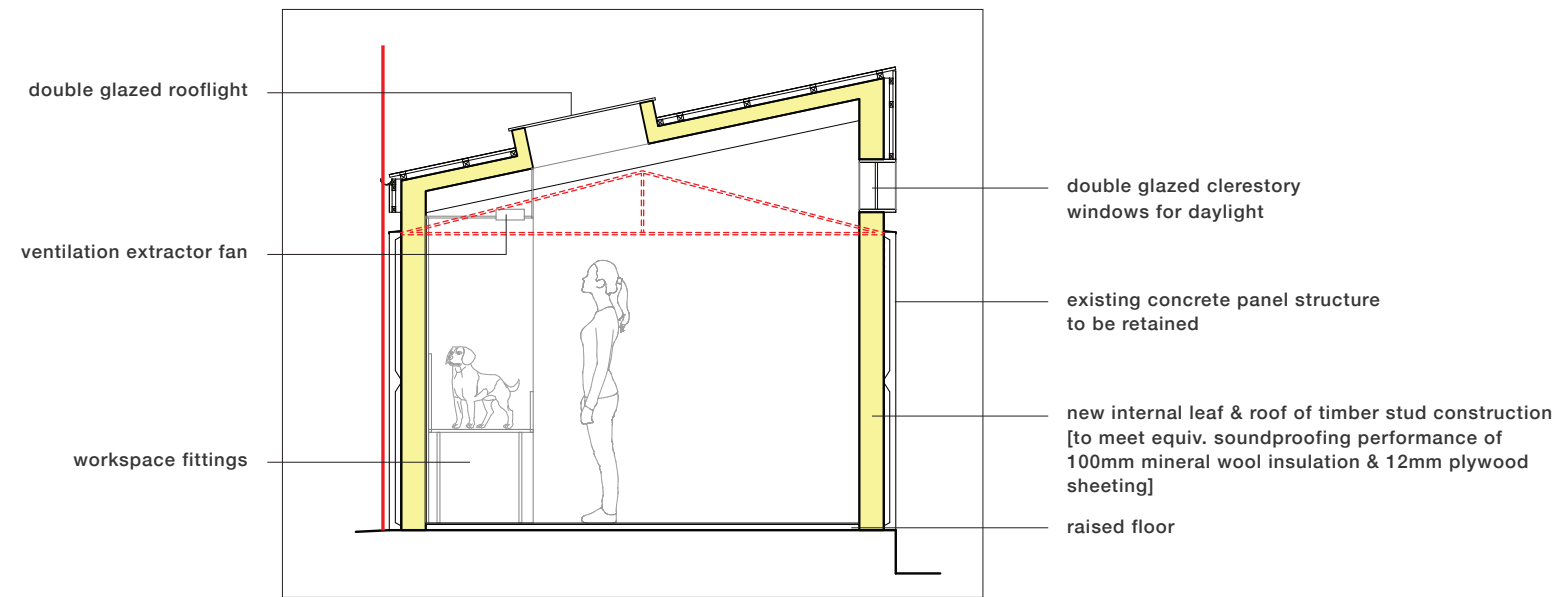 double glazed rooflight
ventilation extractor fan
workspace fittings
double glazed clerestory
windows for daylight
existing concrete panel structure
to be retained
new internal leaf & roof of timber stud construction
[to meet equiv. soundproofing performance of
100mm mineral wool insulation & 12mm plywood
sheeting]
raised floor